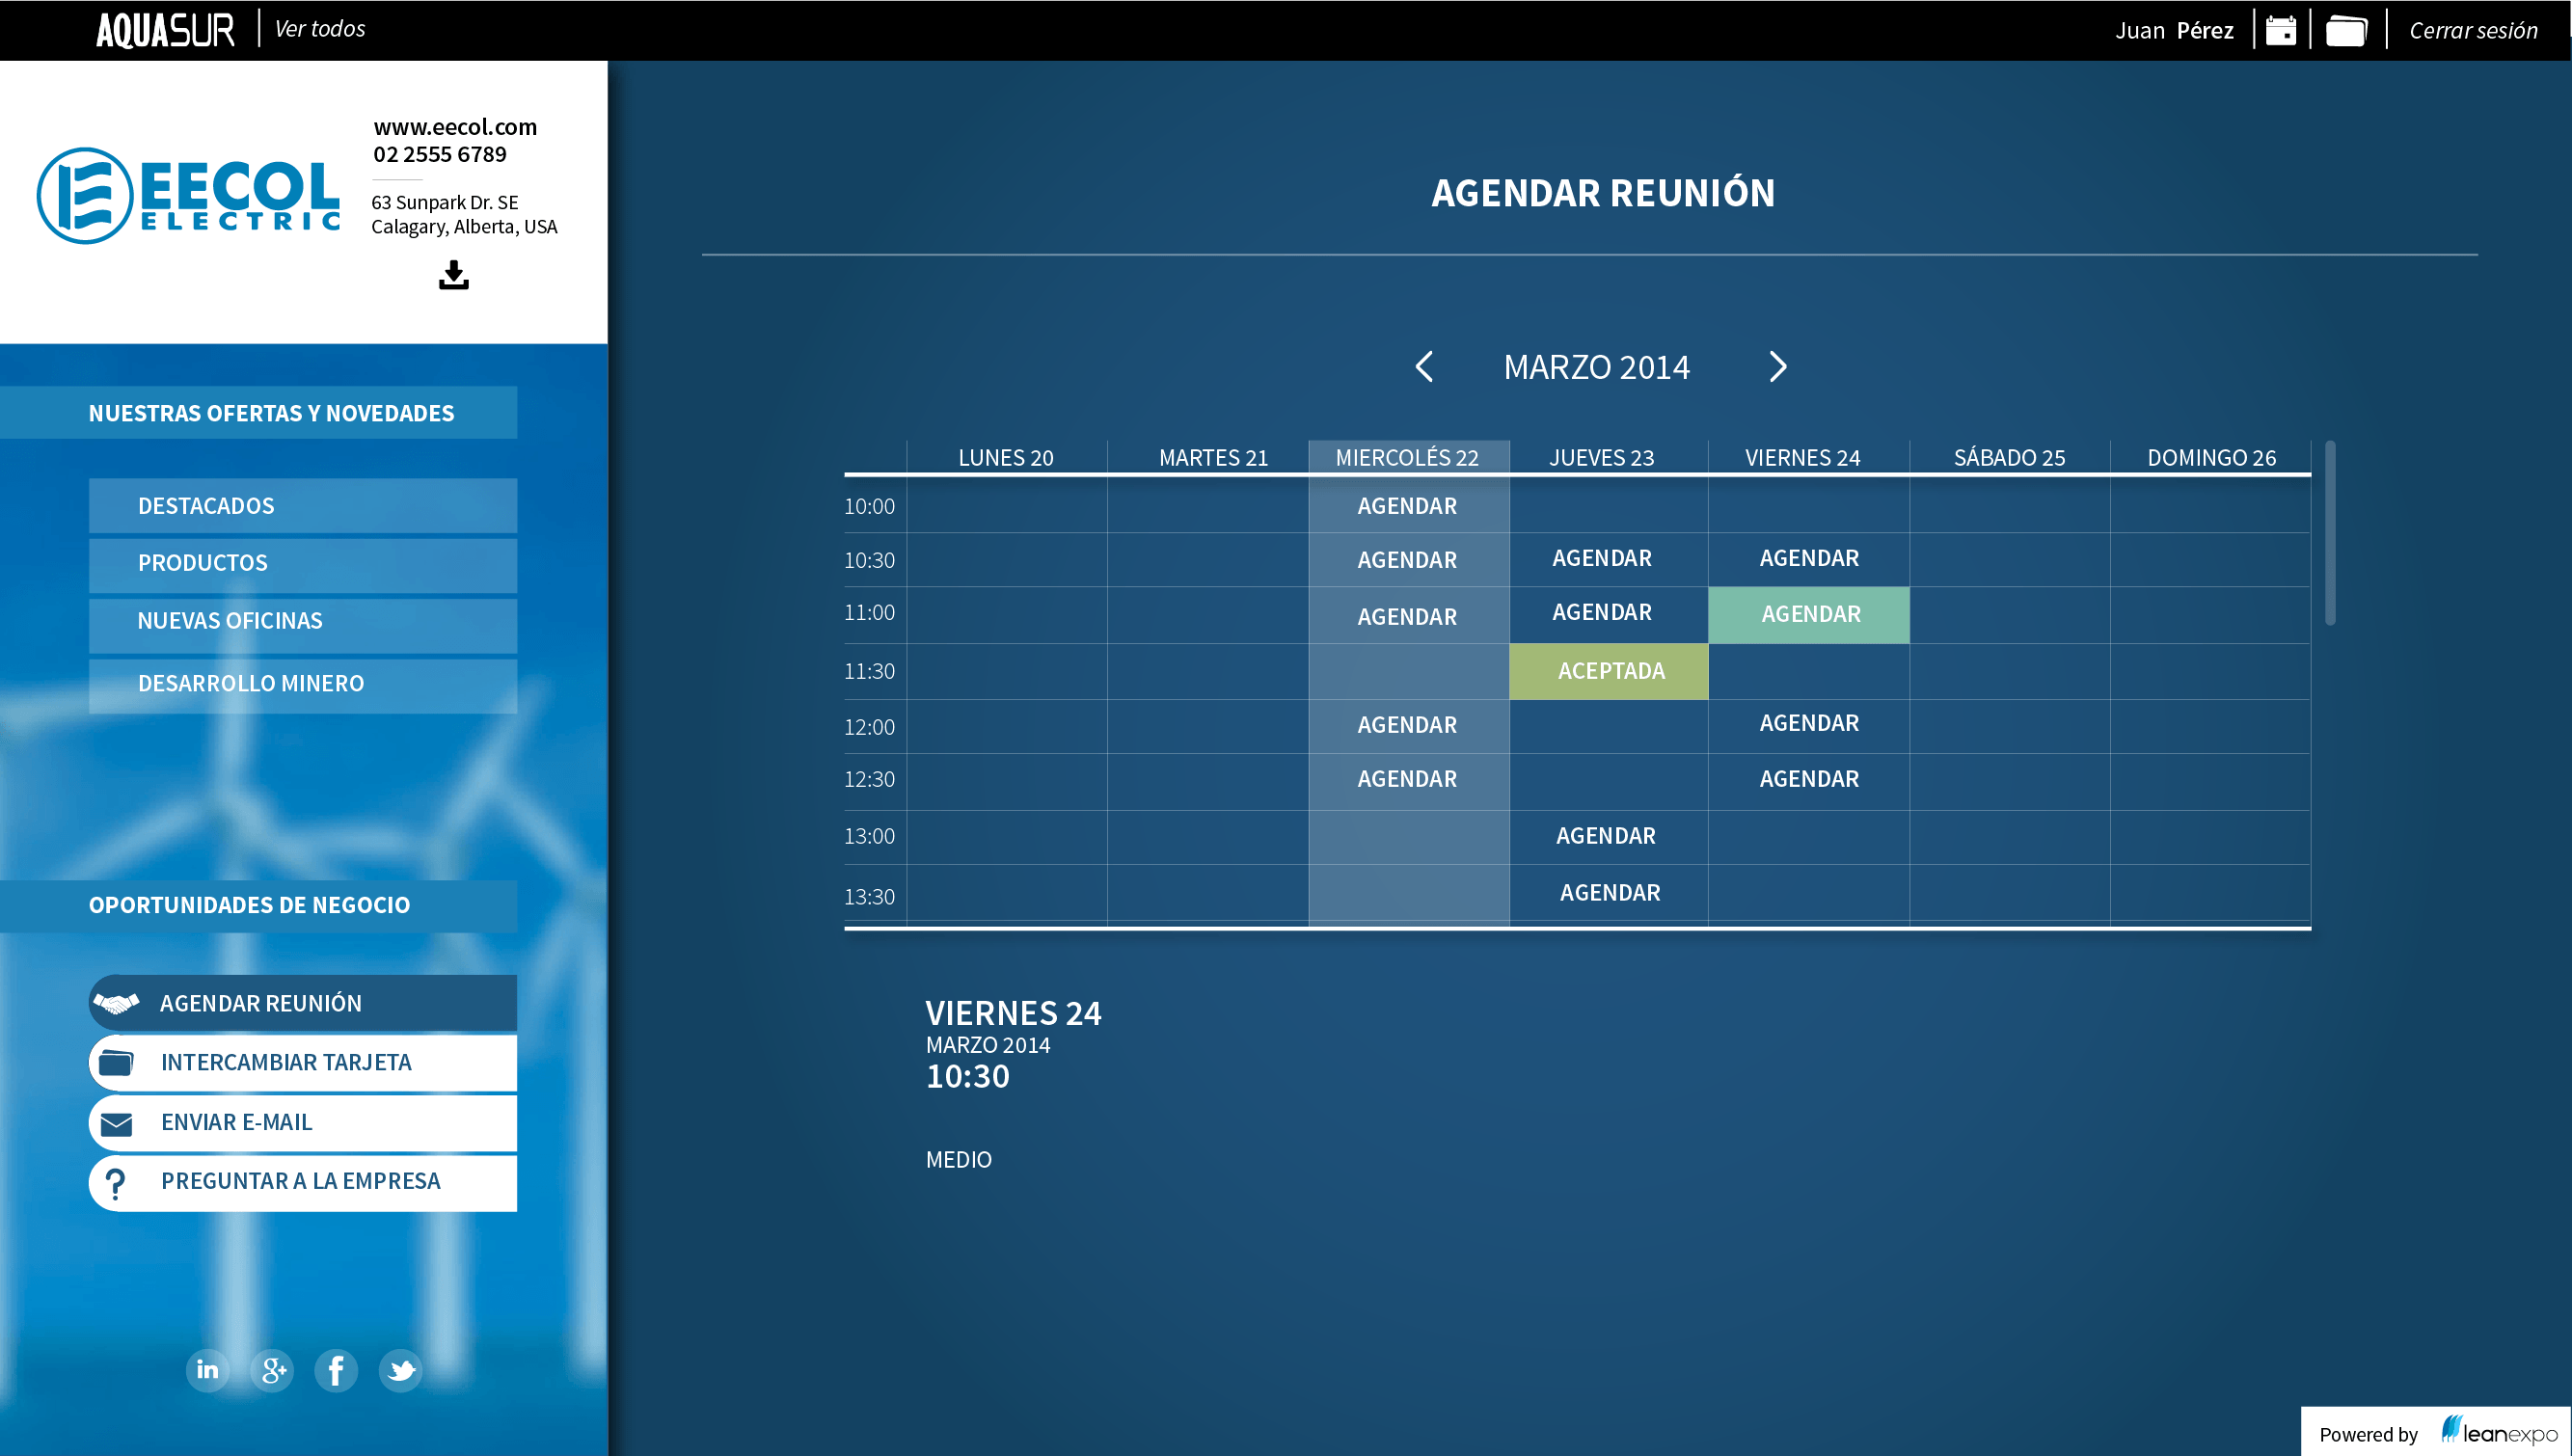 AQUASUR
Ver todos
Juan Pérez
Cerrar sesión
EECOL
ELECTRIC
www.eecol.com
02 2555 6789
63 Sunpark Dr. SE
Calagary, Alberta, USA
NUESTRAS OFERTAS Y NOVEDADES
DESTACADOS
PRODUCTOS
NUEVAS OFICINAS
DESARROLLO MINERO
OPORTUNIDADES DE NEGOCIO
AGENDAR REUNIÓN
INTERCAMBIAR TARJETA
ENVIAR E-MAIL
? PREGUNTAR A LA EMPRESA
in g+ f
AGENDAR REUNIÓN
MARZO 2014
LUNES 20 MARTES 21 MIERCOLÉS 22 JUEVES 23 VIERNES 24 SÁBADO 25 DOMINGO 26
10:00 AGENDAR
10:30 AGENDAR AGENDAR AGENDAR
11:00 AGENDAR AGENDAR AGENDAR
11:30 ACEPTADA
12:00 AGENDAR AGENDAR
12:30 AGENDAR AGENDAR
13:00 AGENDAR
13:30 AGENDAR
VIERNES 24
MARZO 2014
10:30
MEDIO
Powered by leanexpo